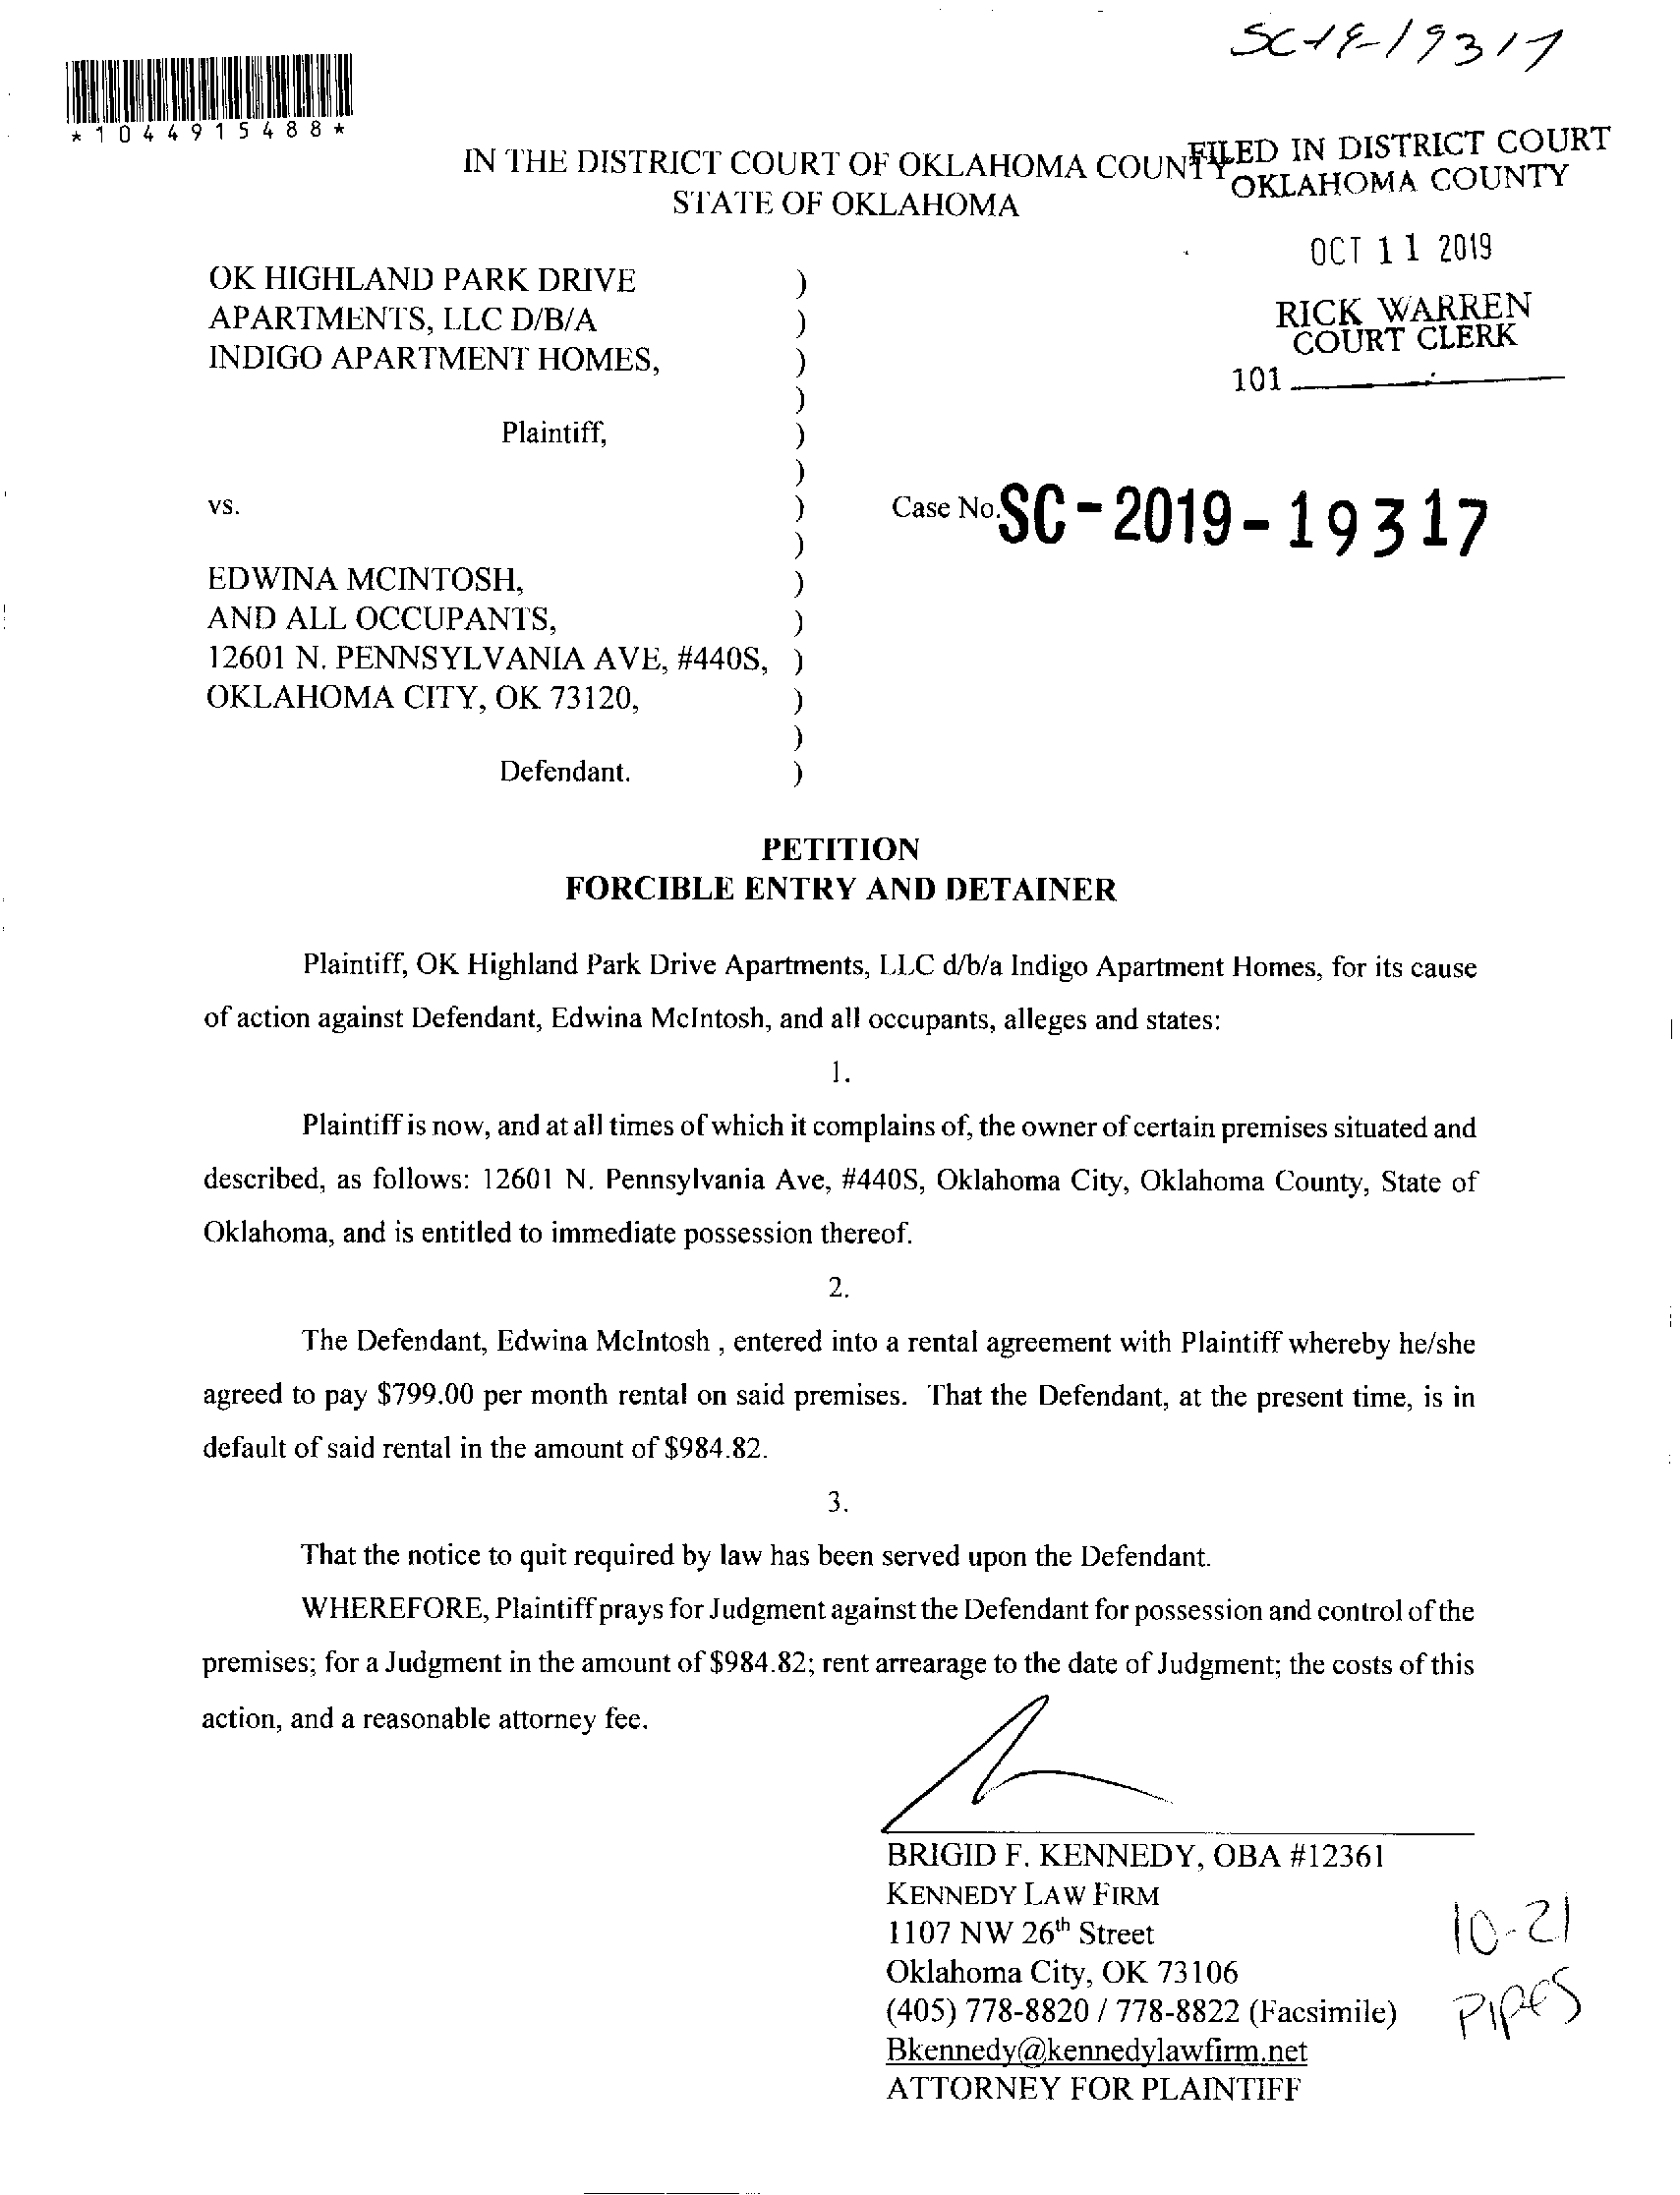 SC-19-19317
*1044915488*
IN THE DISTRICT COURT OF OKLAHOMA COUNTY
STATE OF OKLAHOMA
FILED IN DISTRICT COURT
OKLAHOMA COUNTY
OCT 11 2019
RICK WARREN
COURT CLERK
101
OK HIGHLAND PARK DRIVE )
APARTMENTS, LLC D/B/A )
INDIGO APARTMENT HOMES, )
)
Plaintiff, )
)
vs. ) Case No. SC-2019-19317
)
EDWINA MCINTOSH, )
AND ALL OCCUPANTS, )
12601 N. PENNSYLVANIA AVE, #440S, )
OKLAHOMA CITY, OK 73120, )
)
Defendant. )
PETITION
FORCIBLE ENTRY AND DETAINER
Plaintiff, OK Highland Park Drive Apartments, LLC d/b/a Indigo Apartment Homes, for its cause
of action against Defendant, Edwina McIntosh, and all occupants, alleges and states:
1.
Plaintiff is now, and at all times of which it complains of, the owner of certain premises situated and
described, as follows: 12601 N. Pennsylvania Ave, #440S, Oklahoma City, Oklahoma County, State of
Oklahoma, and is entitled to immediate possession thereof.
2.
The Defendant, Edwina McIntosh , entered into a rental agreement with Plaintiff whereby he/she
agreed to pay $799.00 per month rental on said premises. That the Defendant, at the present time, is in
default of said rental in the amount of $984.82.
3.
That the notice to quit required by law has been served upon the Defendant.
WHEREFORE, Plaintiff prays for Judgment against the Defendant for possession and control of the
premises; for a Judgment in the amount of $984.82; rent arrearage to the date of Judgment; the costs of this
action, and a reasonable attorney fee.
BRIGID F. KENNEDY, OBA #12361
KENNEDY LAW FIRM
1107 NW 26th Street
Oklahoma City, OK 73106
(405) 778-8820 / 778-8822 (Facsimile)
Bkennedy@kennedylawfirm.net
ATTORNEY FOR PLAINTIFF
10-21
PIPES